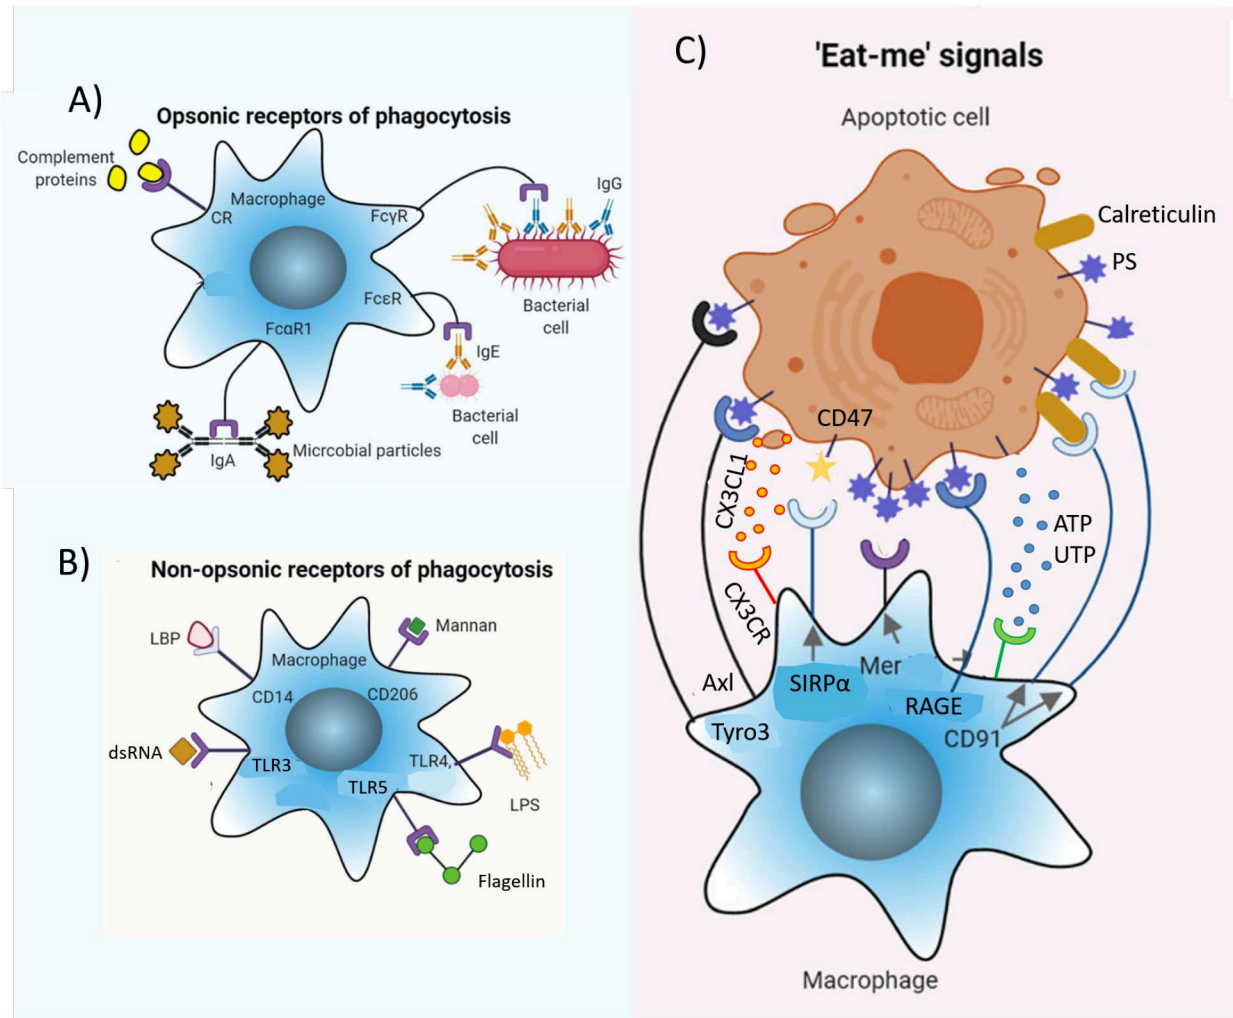 A)
Opsonic receptors of phagocytosis
Complement
proteins
Macrophage
CR
FcγR
FcεR
FcαR1
IgG
Bacterial
cell
IgE
Bacterial
cell
IgA
Micrcobial particles
B)
Non-opsonic receptors of phagocytosis
LBP
Mannan
Macrophage
CD14
CD206
dsRNA
TLR3
TLR4,
TLR5
LPS
Flagellin
C)
'Eat-me' signals
Apoptotic cell
Calreticulin
PS
CD47
CX3CL1
ATP
UTP
CX3CR
Axl
Mer
SIRPα
RAGE
Tyro3
CD91
Macrophage